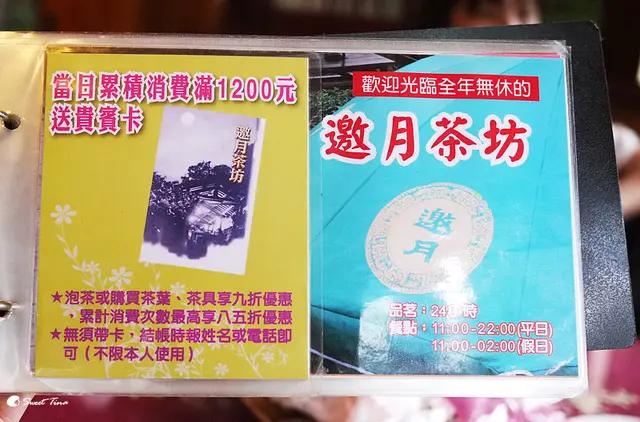 當日累積消費滿1200元
送貴賓卡
邀月茶坊
★泡茶或購買茶葉、茶具享九折優惠
，累計消費次數最高享八五折優惠
★無須帶卡，結帳時報姓名或電話即
可（不限本人使用）
歡迎光臨全年無休的
邀月茶坊
邀月
品茗：24小時
餐點：11:00-22:00(平日)
11:00-02:00(假日)
Sweet Tina